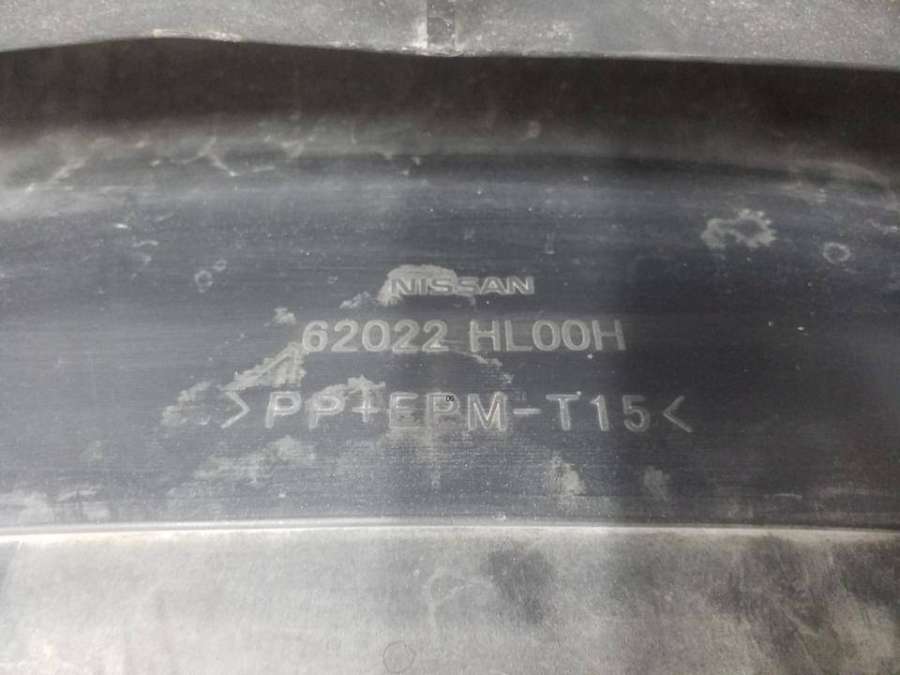 NISSAN
62022 HL00H
>PP+EPM-T15<